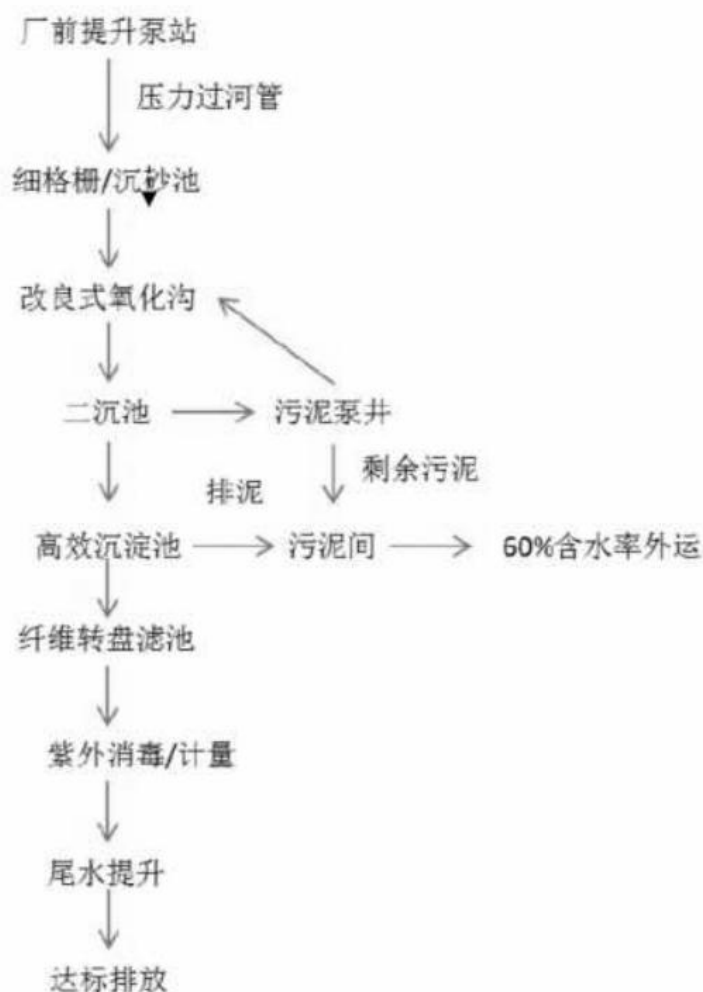 厂前提升泵站
压力过河管
细格栅/沉砂池
改良式氧化沟
二沉池
污泥泵井
剩余污泥
排泥
高效沉淀池
污泥间
60%含水率外运
纤维转盘滤池
紫外消毒/计量
尾水提升
达标排放